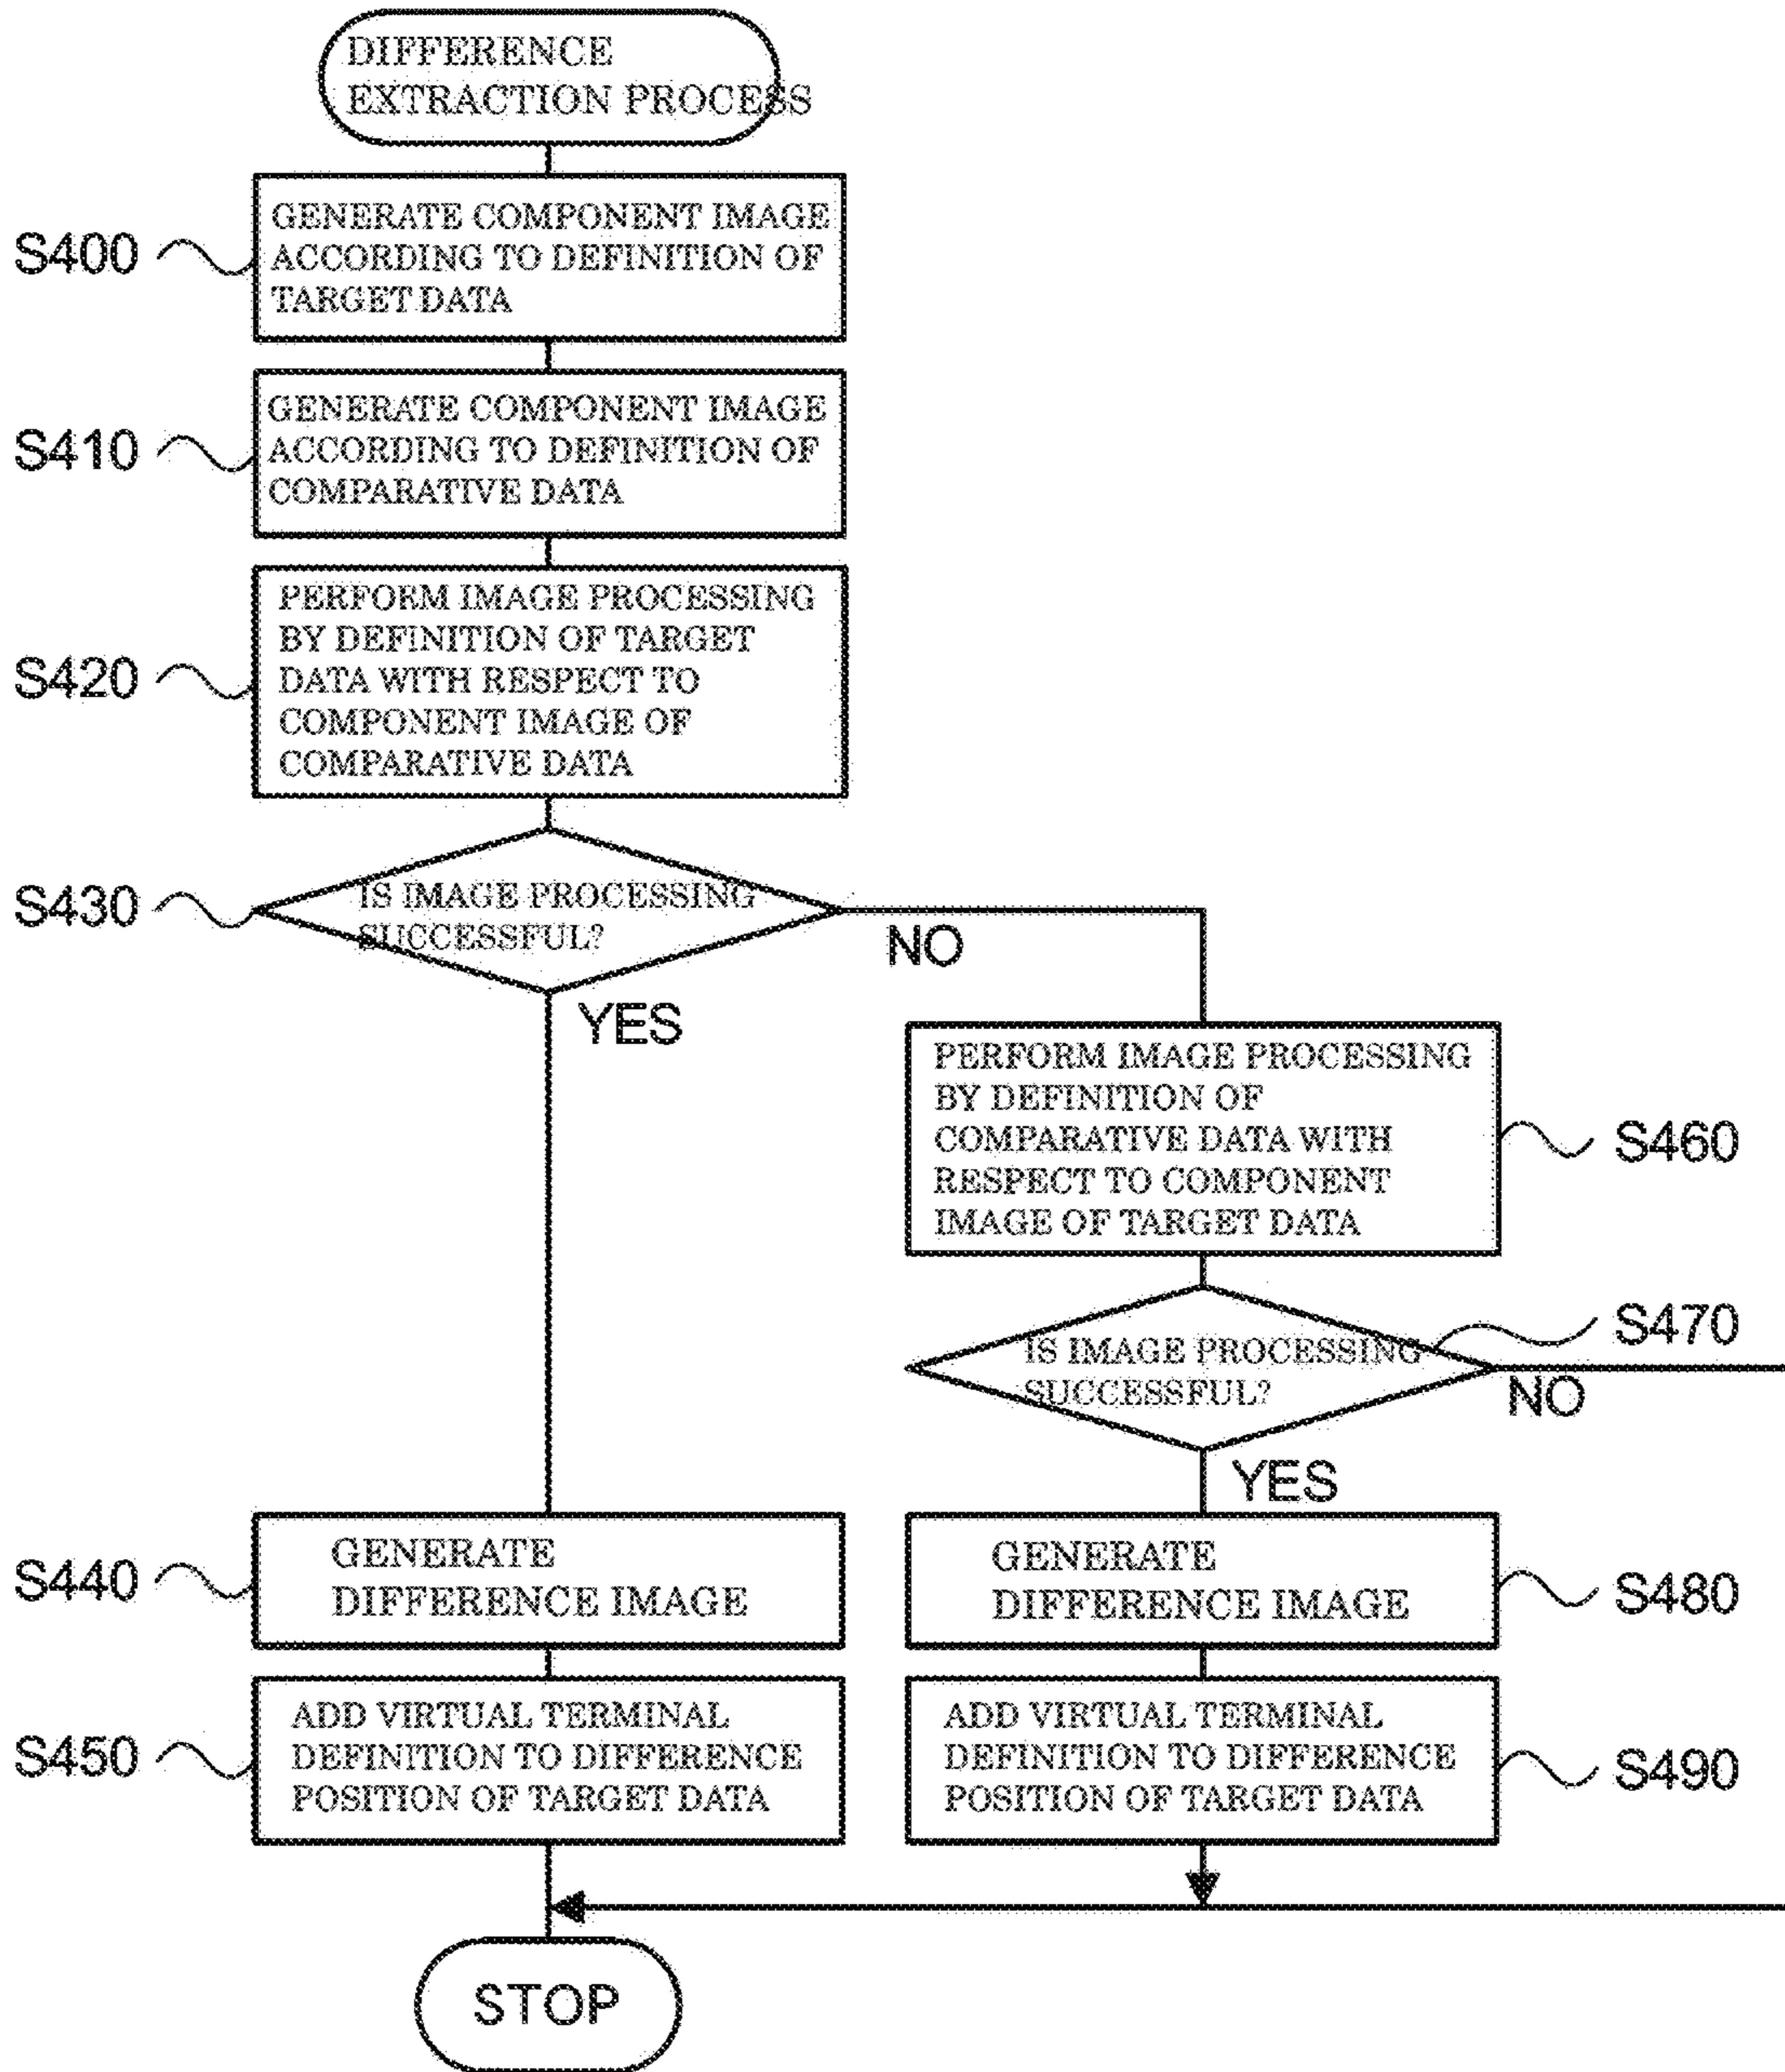 DIFFERENCE
EXTRACTION PROCESS
S400
GENERATE COMPONENT IMAGE
ACCORDING TO DEFINITION OF
TARGET DATA
S410
GENERATE COMPONENT IMAGE
ACCORDING TO DEFINITION OF
COMPARATIVE DATA
S420
PERFORM IMAGE PROCESSING
BY DEFINITION OF TARGET
DATA WITH RESPECT TO
COMPONENT IMAGE OF
COMPARATIVE DATA
S430
IS IMAGE PROCESSING
SUCCESSFUL?
NO
YES
PERFORM IMAGE PROCESSING
BY DEFINITION OF
COMPARATIVE DATA WITH
RESPECT TO COMPONENT
IMAGE OF TARGET DATA
S460
S470
IS IMAGE PROCESSING
SUCCESSFUL?
NO
YES
S440
GENERATE
DIFFERENCE IMAGE
GENERATE
DIFFERENCE IMAGE
S480
S450
ADD VIRTUAL TERMINAL
DEFINITION TO DIFFERENCE
POSITION OF TARGET DATA
ADD VIRTUAL TERMINAL
DEFINITION TO DIFFERENCE
POSITION OF TARGET DATA
S490
STOP